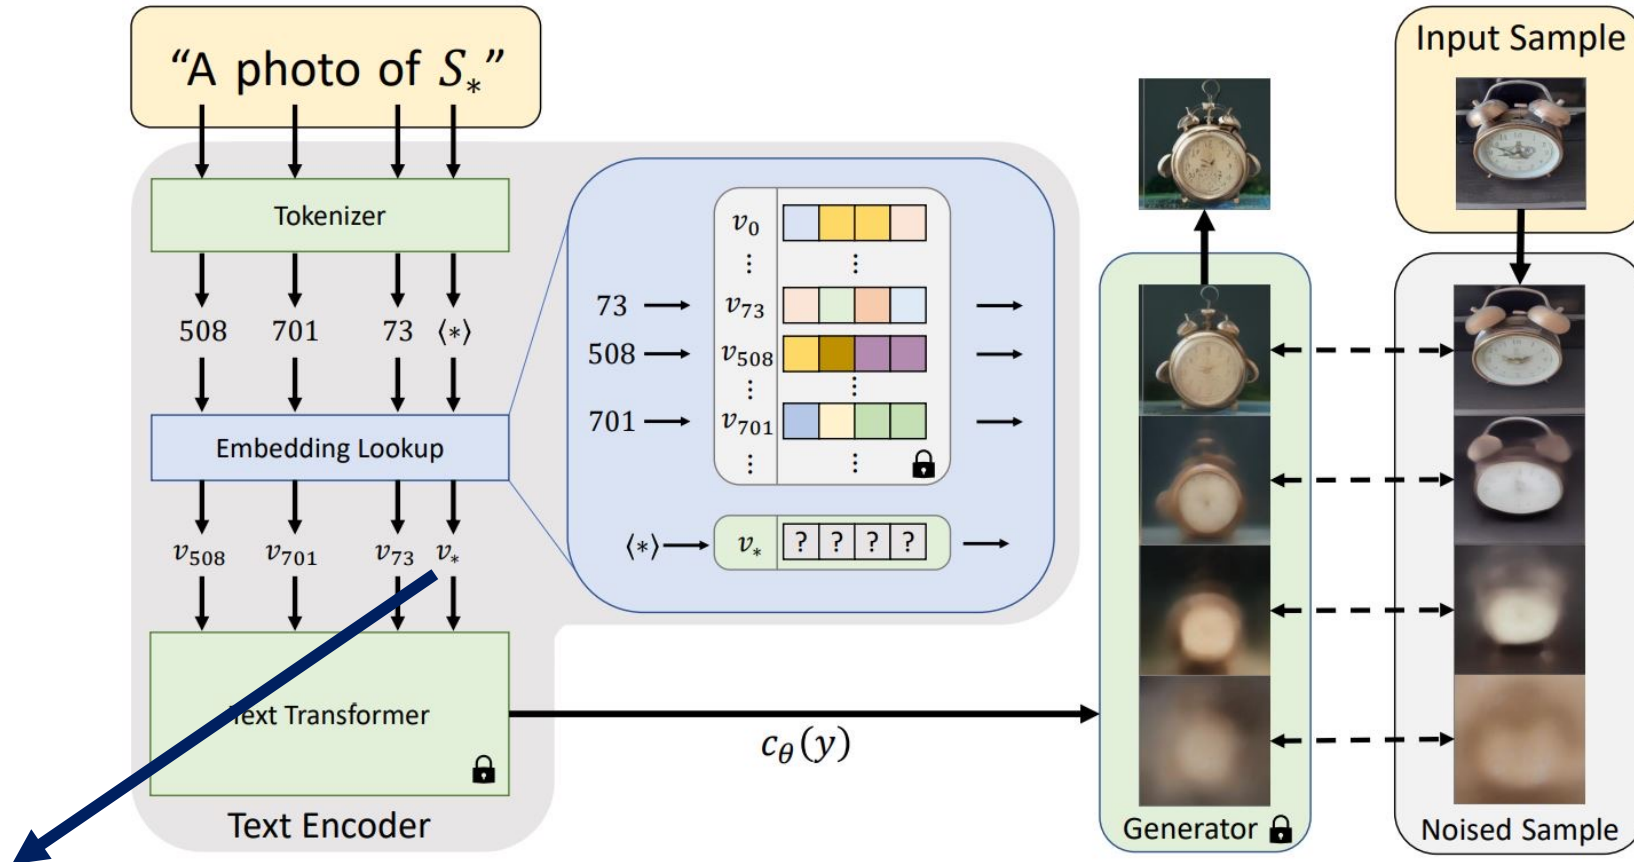 “A photo of S*”
Tokenizer
508 701 73 ⟨*⟩
Embedding Lookup
v508 v701 v73 v*
Text Transformer
Text Encoder
v0
⋮ ⋮
73 v73
508 v508
⋮ ⋮
701 v701
⋮ ⋮
⟨*⟩ v* ? ? ? ?
cθ(y)
Generator
Input Sample
Noised Sample